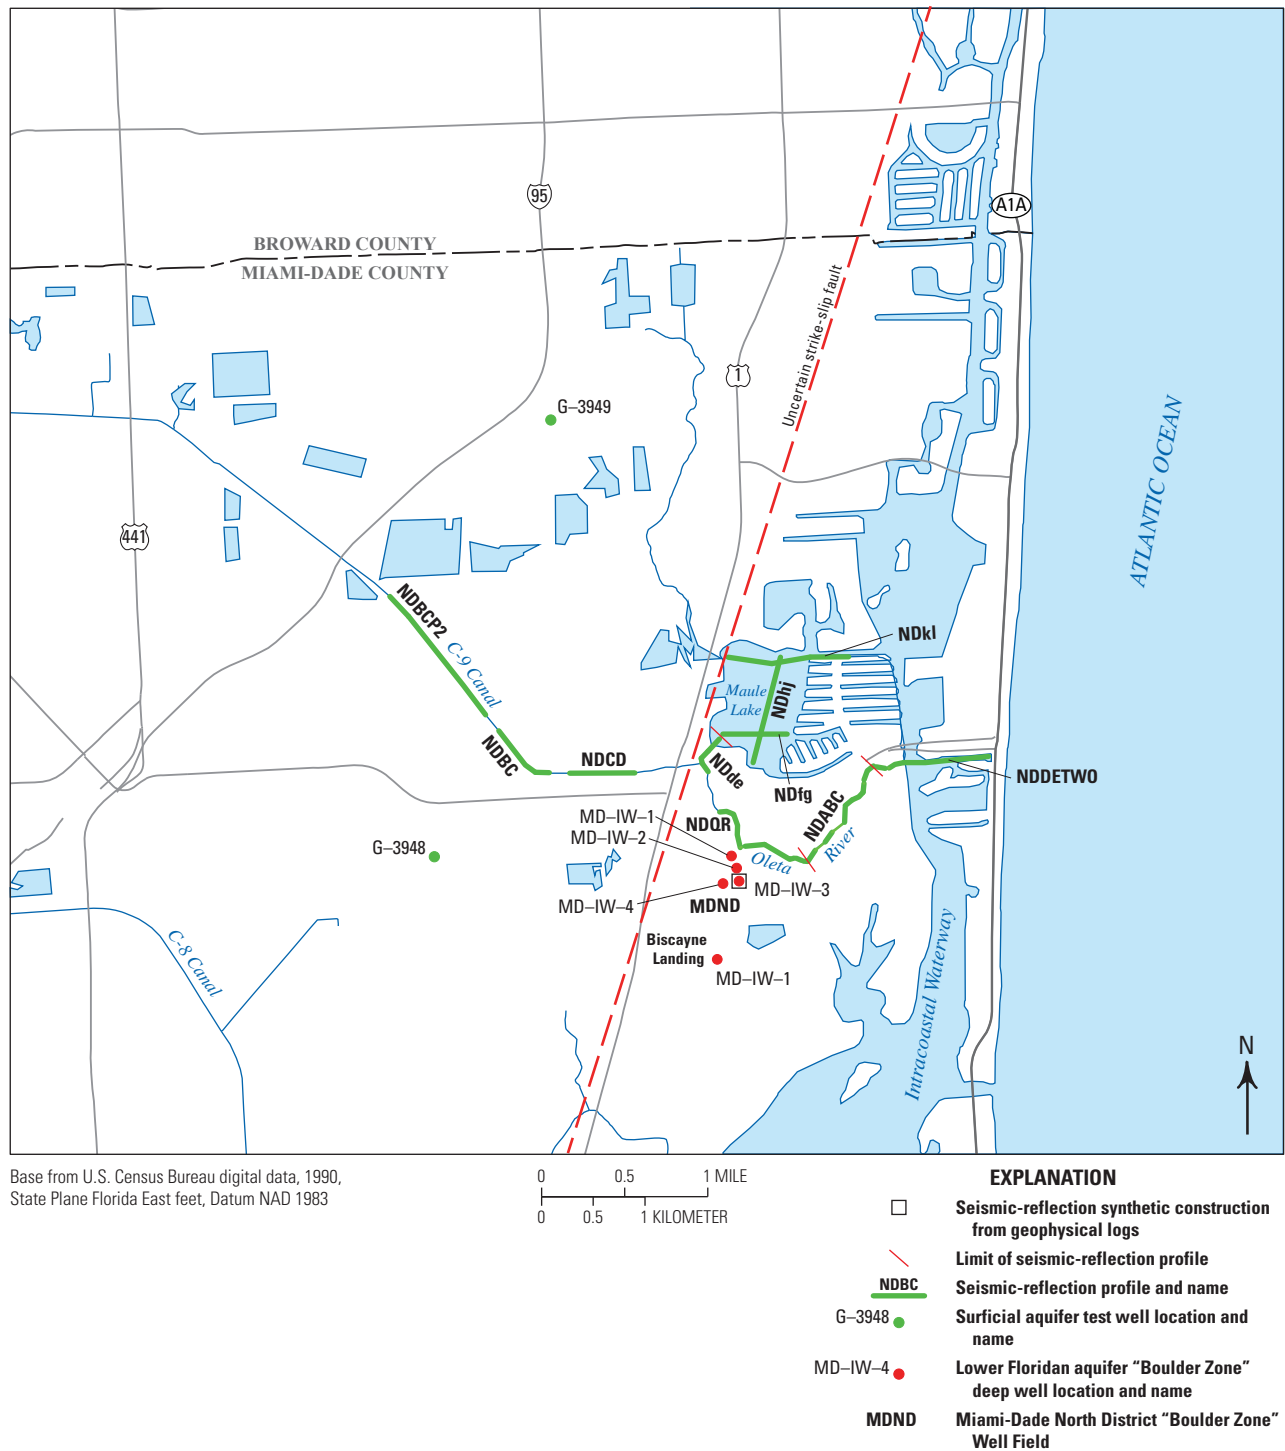 95
A1A
BROWARD COUNTY
MIAMI-DADE COUNTY
Uncertain strike-slip fault
1
G–3949
ATLANTIC OCEAN
441
NDBCP2
C-9 Canal
NDkl
Maule
Lake
NDhj
NDBC
NDCD
NDde
NDfg
NDDETWO
NDABC
MD–IW–1
NDQR
MD–IW–2
G–3948
Oleta
River
MD–IW–3
MD–IW–4
MDND
Biscayne
Landing
MD–IW–1
C-8 Canal
Intracoastal Waterway
N
Base from U.S. Census Bureau digital data, 1990,
State Plane Florida East feet, Datum NAD 1983
0 0.5 1 MILE
0 0.5 1 KILOMETER
EXPLANATION
Seismic-reflection synthetic construction
from geophysical logs
Limit of seismic-reflection profile
NDBC Seismic-reflection profile and name
G–3948 Surficial aquifer test well location and
name
MD–IW–4 Lower Floridan aquifer “Boulder Zone”
deep well location and name
MDND Miami-Dade North District “Boulder Zone”
Well Field